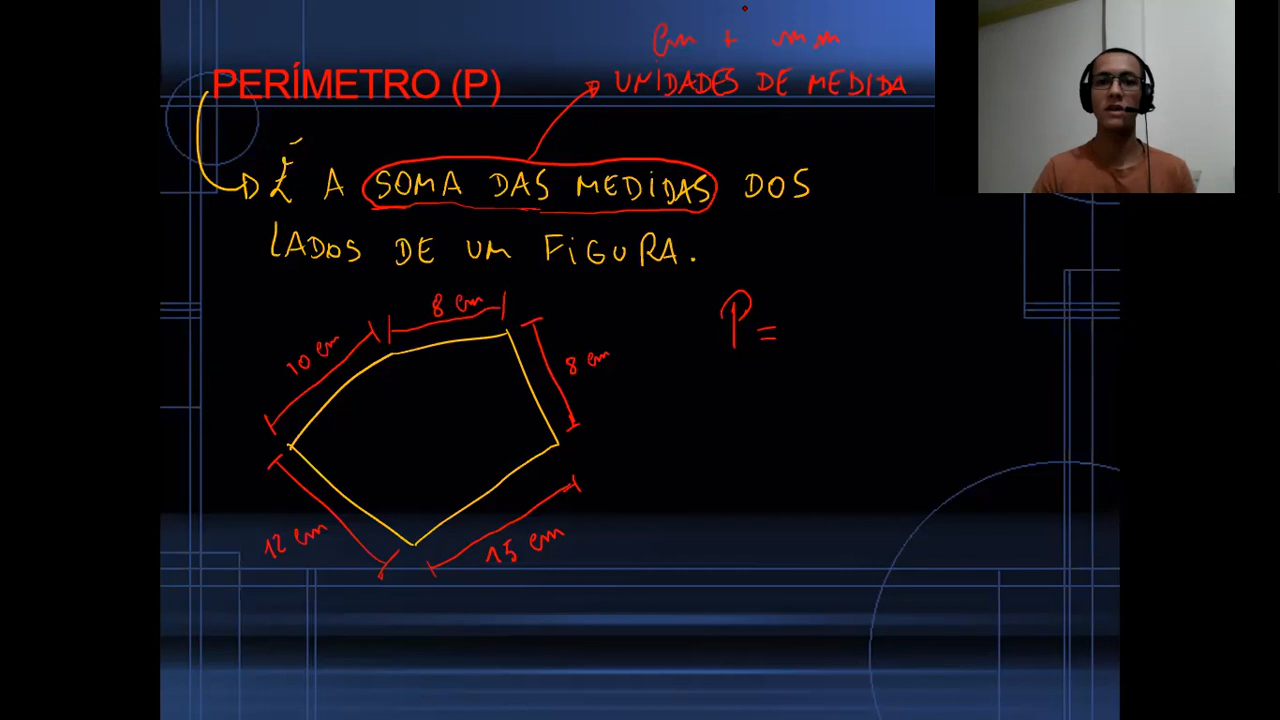 cm + mm
PERÍMETRO (P)
UNIDADES DE MEDIDA
É A SOMA DAS MEDIDAS DOS
LADOS DE UM FIGURA.
8 cm
10 cm
8 cm
P=
12 cm
15 cm